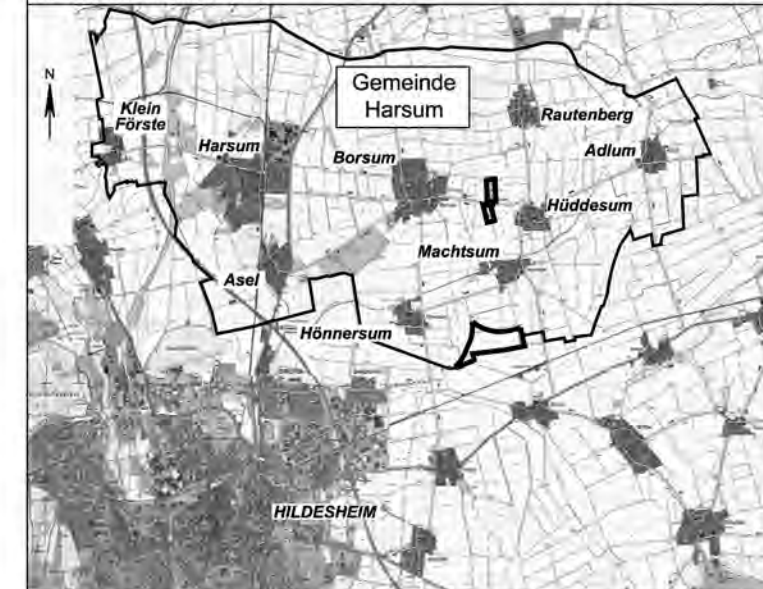 N
Gemeinde
Harsum
Klein
Förste
Harsum
Borsum
Rautenberg
Adlum
Hüddesum
Machtsum
Asel
Hönnersum
HILDESHEIM